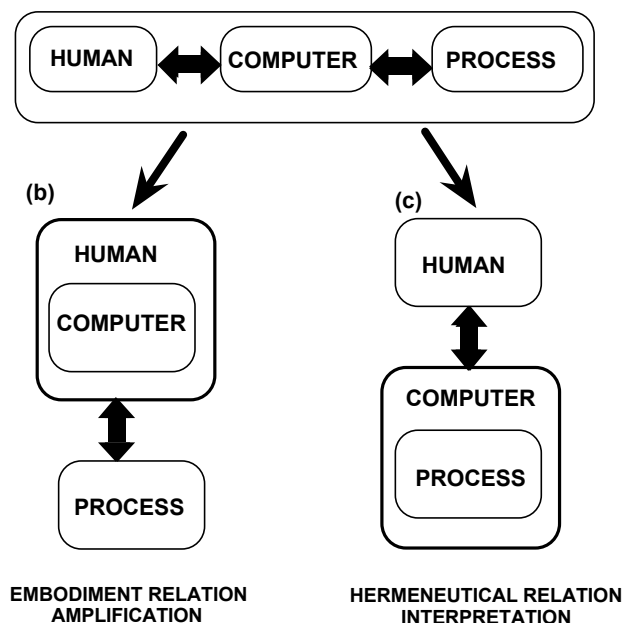 HUMAN COMPUTER PROCESS
(b)
HUMAN
COMPUTER
PROCESS
EMBODIMENT RELATION
AMPLIFICATION
(c)
HUMAN
COMPUTER
PROCESS
HERMENEUTICAL RELATION
INTERPRETATION